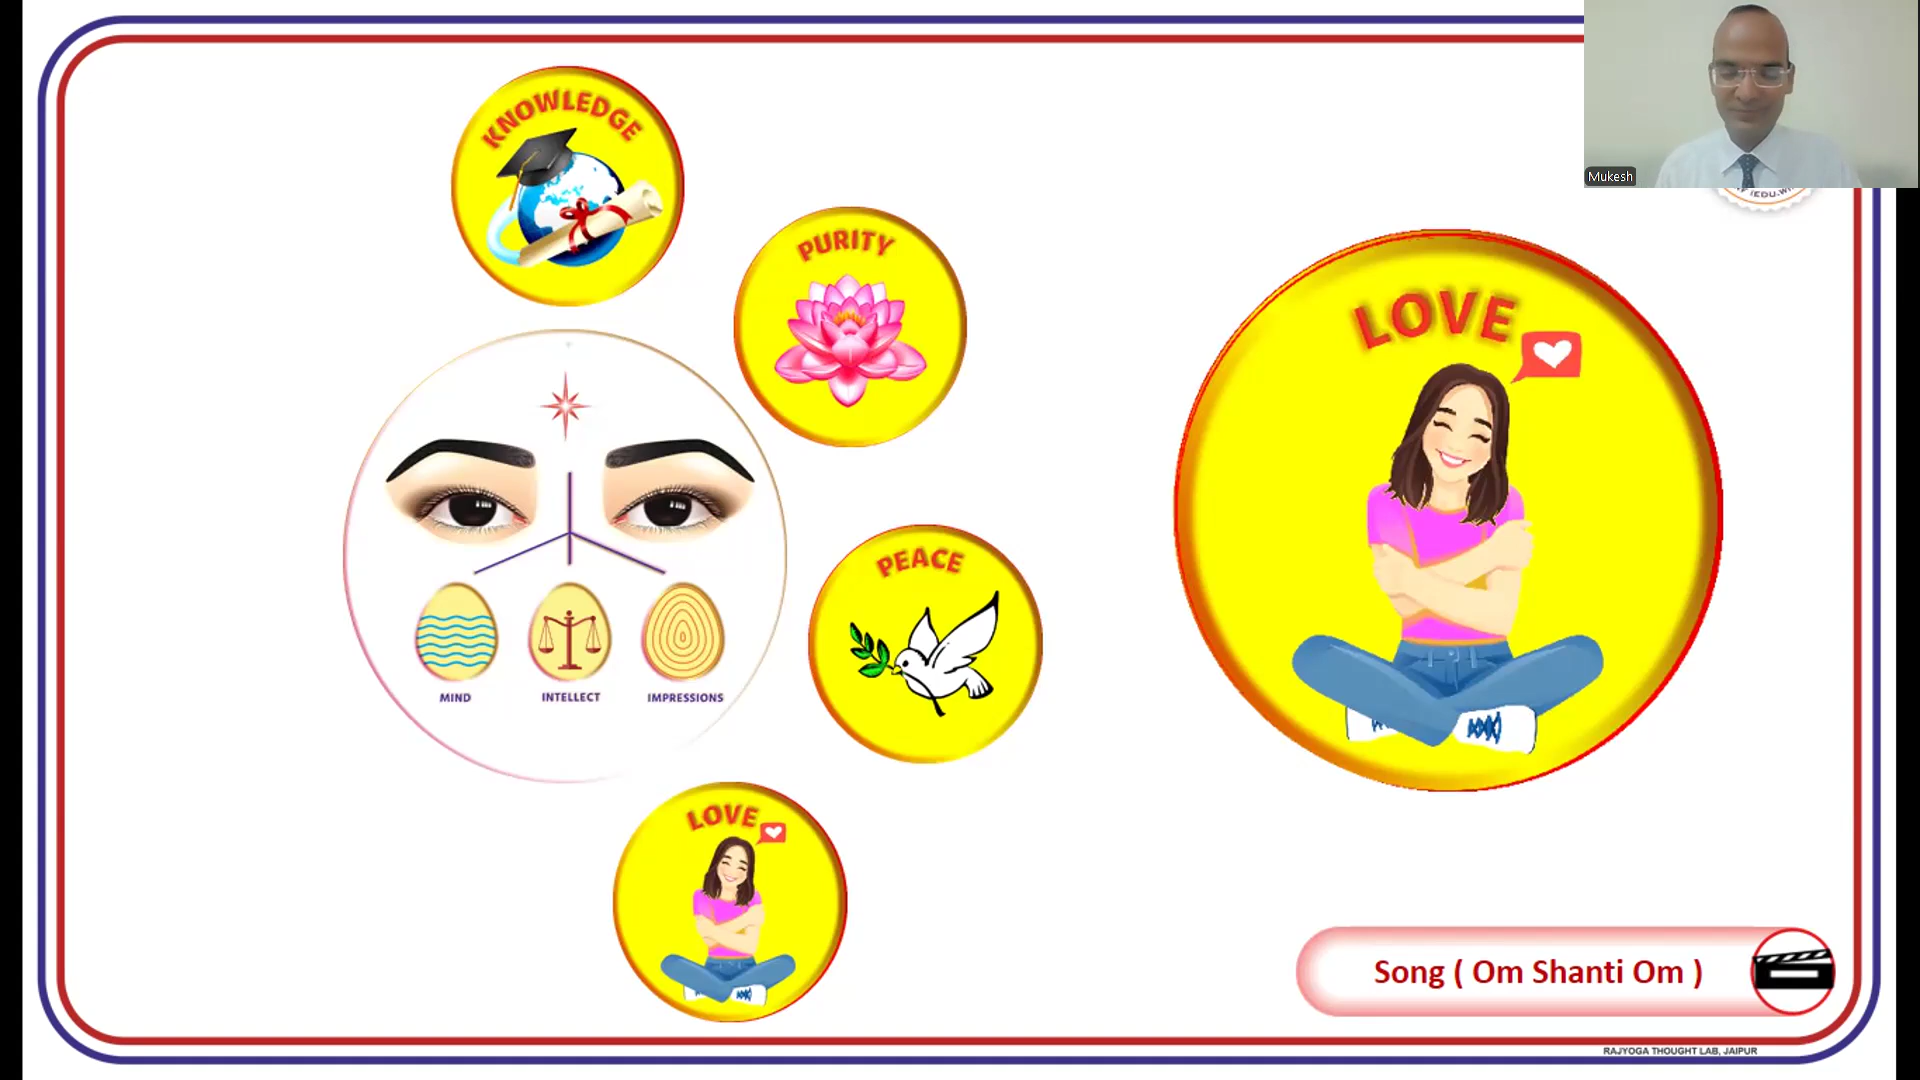 KNOWLEDGE
PURITY
Mukesh
LOVE
PEACE
MIND
INTELLECT
IMPRESSIONS
LOVE
Song ( Om Shanti Om )
RAJYOGA THOUGHT LAB, JAIPUR